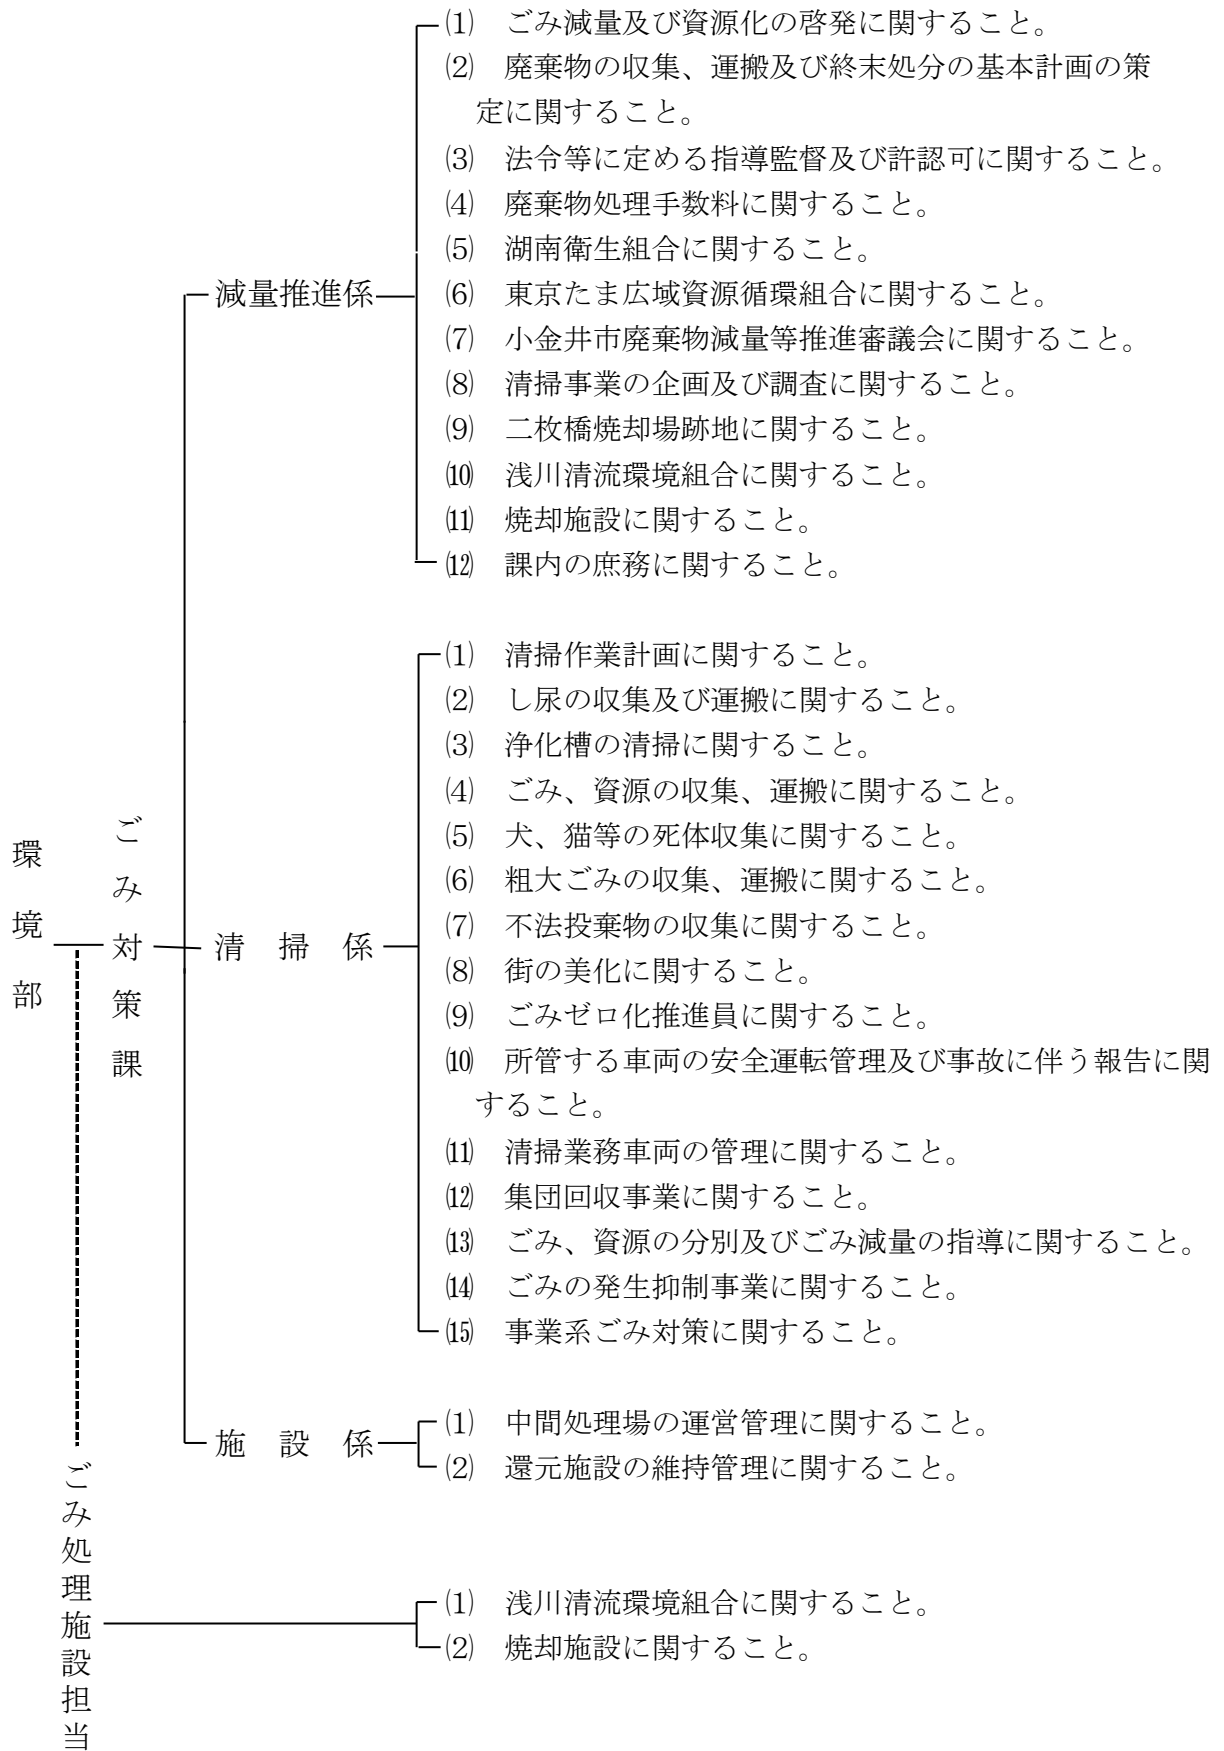 環境部
ごみ対策課
減量推進係
⑴　ごみ減量及び資源化の啓発に関すること。
⑵　廃棄物の収集、運搬及び終末処分の基本計画の策
定に関すること。
⑶　法令等に定める指導監督及び許認可に関すること。
⑷　廃棄物処理手数料に関すること。
⑸　湖南衛生組合に関すること。
⑹　東京たま広域資源循環組合に関すること。
⑺　小金井市廃棄物減量等推進審議会に関すること。
⑻　清掃事業の企画及び調査に関すること。
⑼　二枚橋焼却場跡地に関すること。
⑽　浅川清流環境組合に関すること。
⑾　焼却施設に関すること。
⑿　課内の庶務に関すること。
清　掃　係
⑴　清掃作業計画に関すること。
⑵　し尿の収集及び運搬に関すること。
⑶　浄化槽の清掃に関すること。
⑷　ごみ、資源の収集、運搬に関すること。
⑸　犬、猫等の死体収集に関すること。
⑹　粗大ごみの収集、運搬に関すること。
⑺　不法投棄物の収集に関すること。
⑻　街の美化に関すること。
⑼　ごみゼロ化推進員に関すること。
⑽　所管する車両の安全運転管理及び事故に伴う報告に関
すること。
⑾　清掃業務車両の管理に関すること。
⑿　集団回収事業に関すること。
⒀　ごみ、資源の分別及びごみ減量の指導に関すること。
⒁　ごみの発生抑制事業に関すること。
⒂　事業系ごみ対策に関すること。
施　設　係
⑴　中間処理場の運営管理に関すること。
⑵　還元施設の維持管理に関すること。
ごみ処理施設担当
⑴　浅川清流環境組合に関すること。
⑵　焼却施設に関すること。